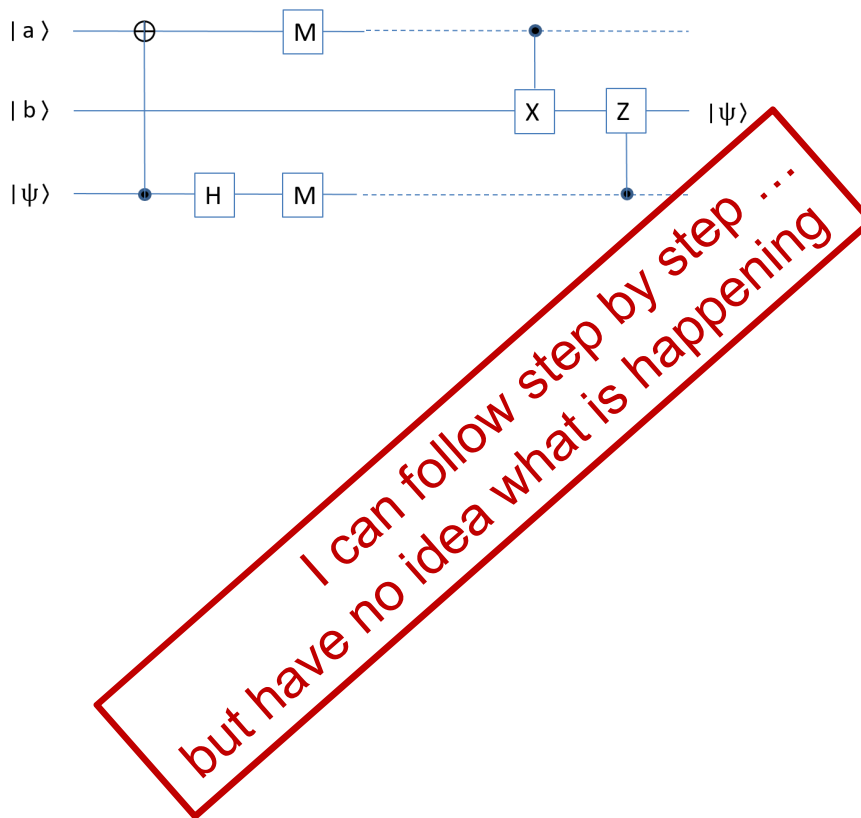 |a⟩ M
|b⟩ X Z |ψ⟩
|ψ⟩ H M
I can follow step by step ...
but have no idea what is happening